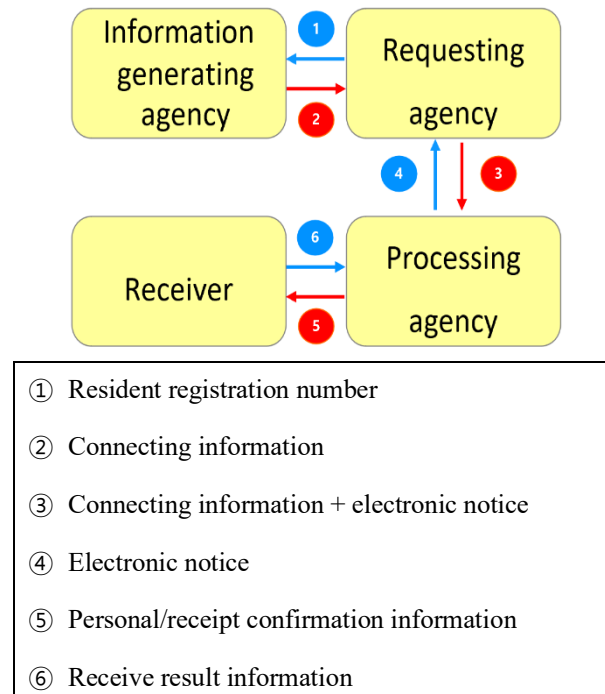 Information
generating
agency
1
2
Requesting
agency
4
3
Receiver
6
5
Processing
agency
① Resident registration number
② Connecting information
③ Connecting information + electronic notice
④ Electronic notice
⑤ Personal/receipt confirmation information
⑥ Receive result information